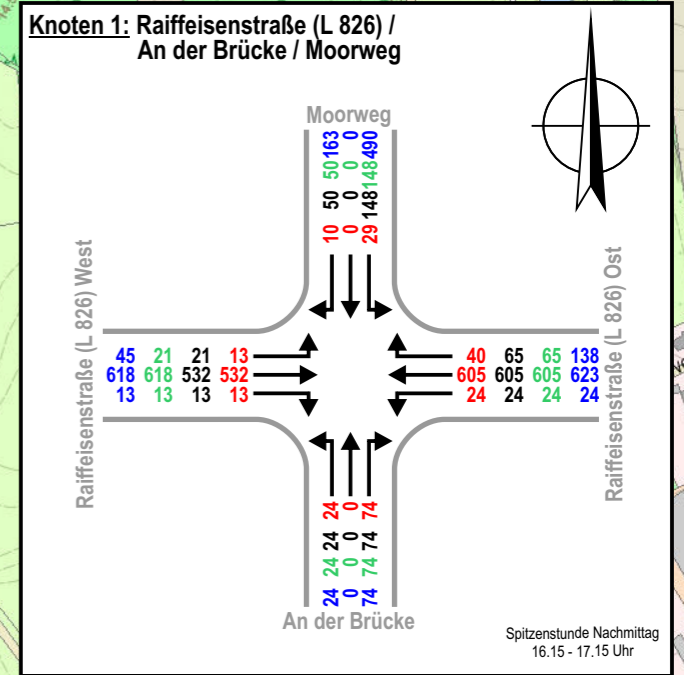 Knoten 1: Raiffeisenstraße (L 826) /
An der Brücke / Moorweg
Moorweg
10 50 50 163
0 0 0 0
29 148 148 490
Raiffeisenstraße (L 826) West
45 21 21 13
618 618 532 532
13 13 13 13
40 65 65 138
605 605 605 623
24 24 24 24
Raiffeisenstraße (L 826) Ost
24 24 24 24
0 0 0 0
74 74 74 74
An der Brücke
Spitzenstunde Nachmittag
16.15 - 17.15 Uhr